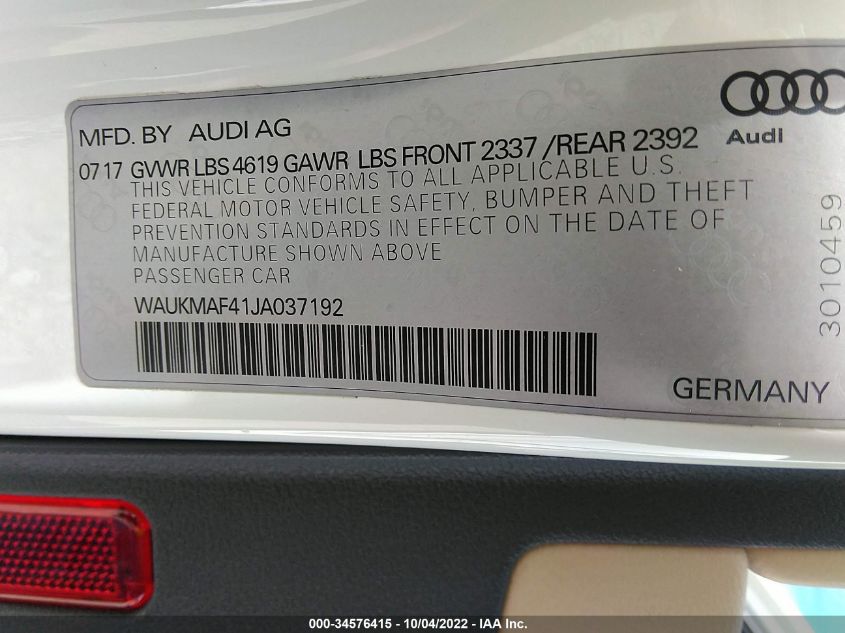 MFD. BY AUDI AG
Audi
07 17 GVWR LBS 4619 GAWR LBS FRONT 2337 /REAR 2392
THIS VEHICLE CONFORMS TO ALL APPLICABLE U.S.
FEDERAL MOTOR VEHICLE SAFETY, BUMPER AND THEFT
PREVENTION STANDARDS IN EFFECT ON THE DATE OF
MANUFACTURE SHOWN ABOVE
PASSENGER CAR
WAUKMAF41JA037192
GERMANY
3010459
000-34576415 - 10/04/2022 - IAA Inc.